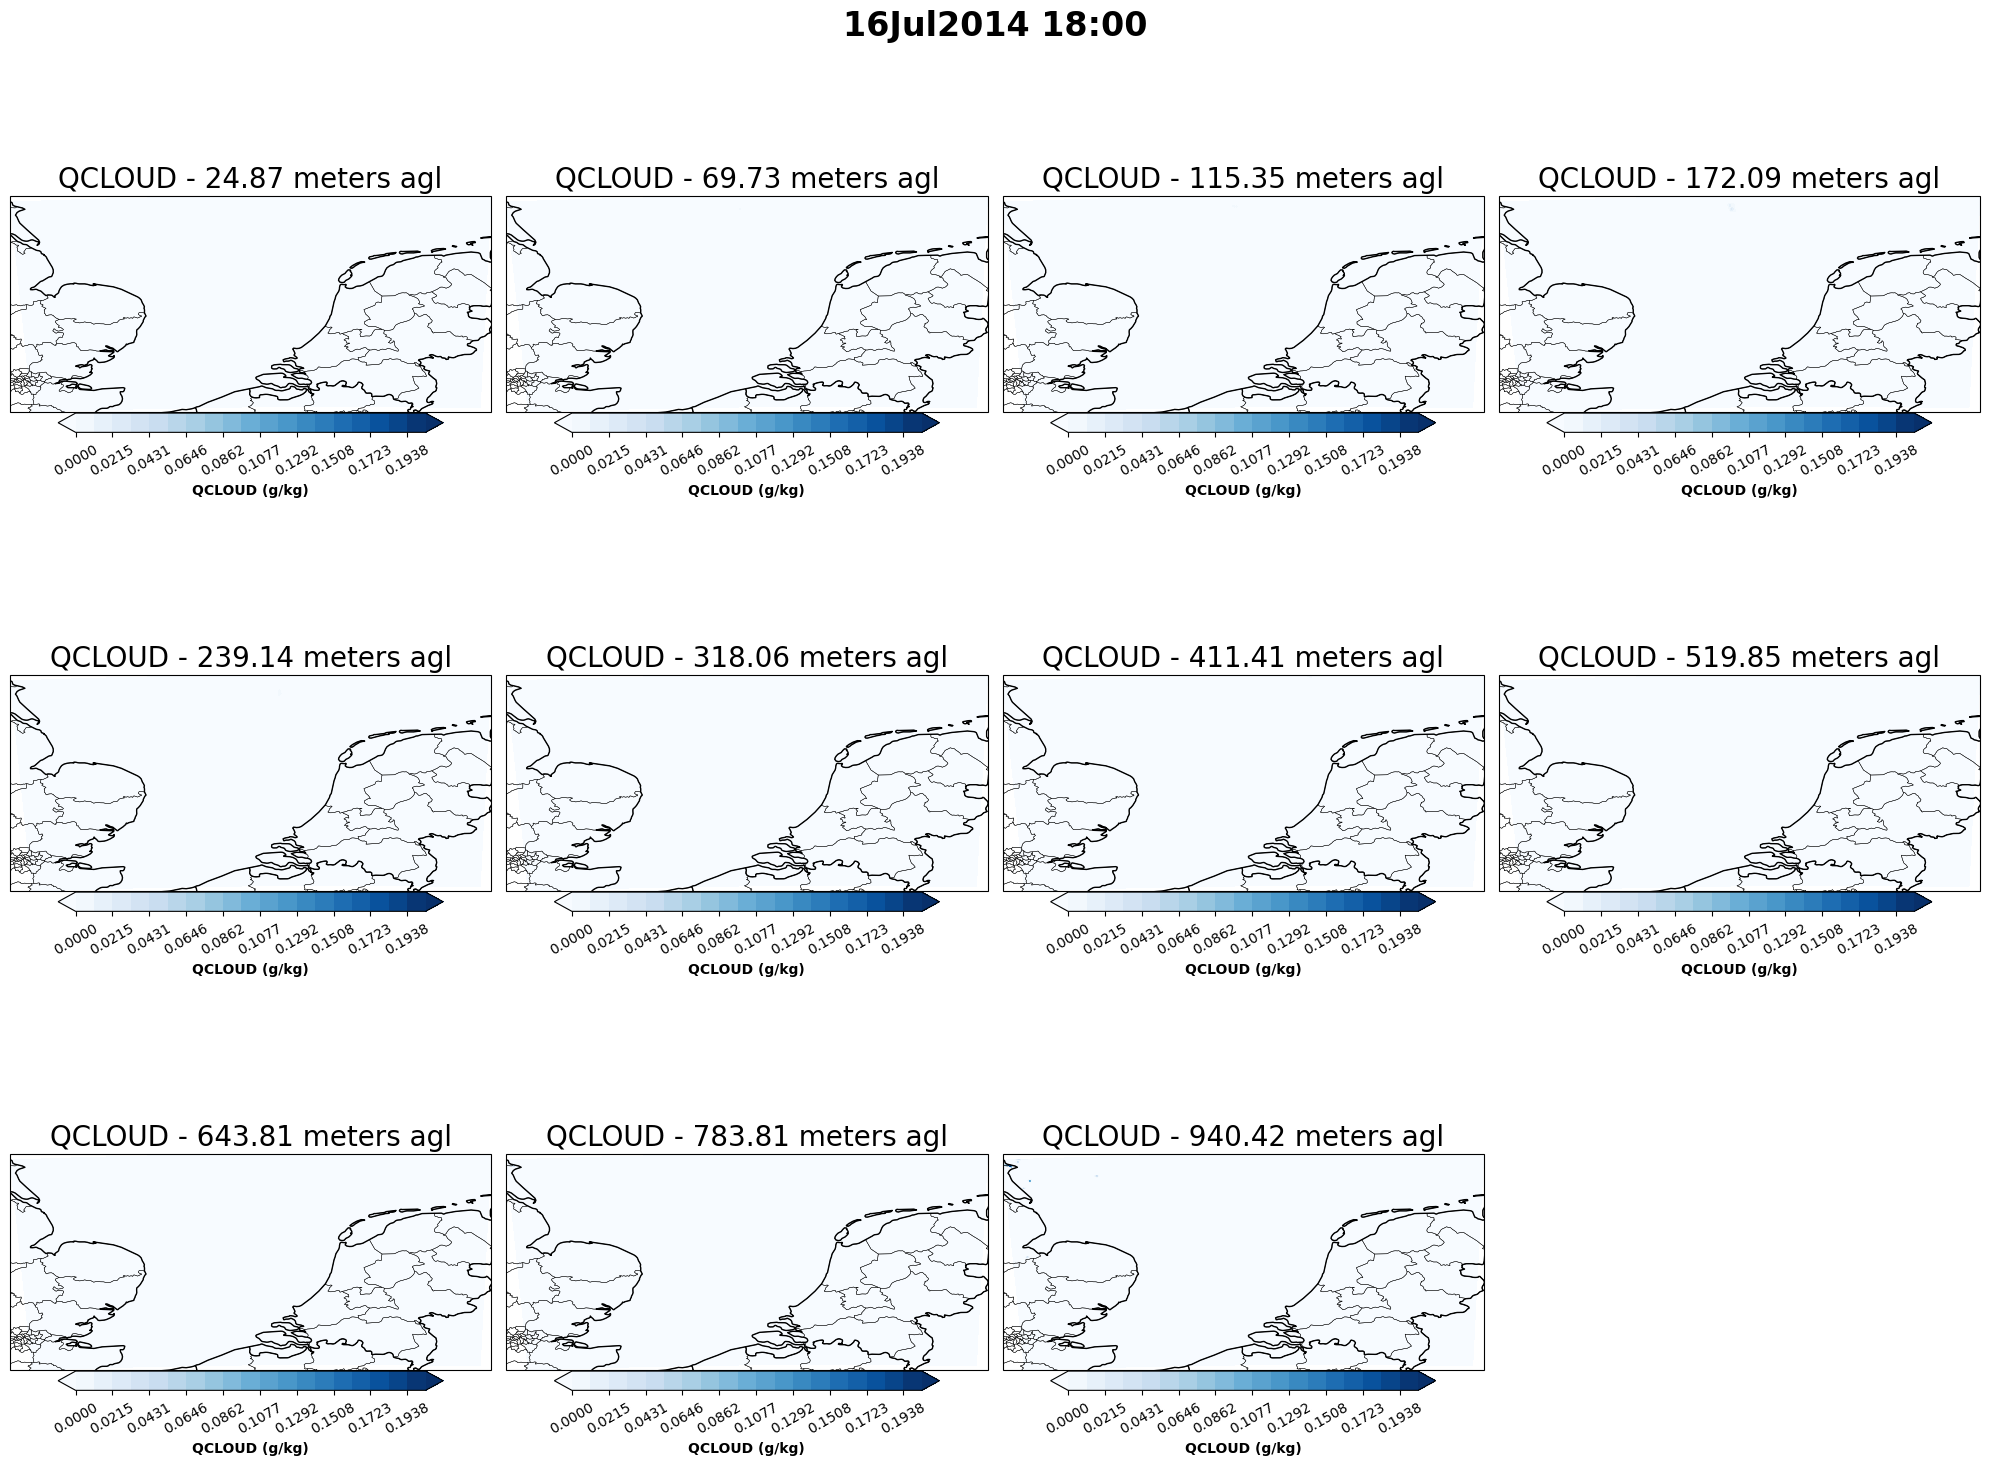 16Jul2014 18:00
QCLOUD - 24.87 meters agl
0.0000 0.0215 0.0431 0.0646 0.0862 0.1077 0.1292 0.1508 0.1723 0.1938
QCLOUD (g/kg)
QCLOUD - 69.73 meters agl
0.0000 0.0215 0.0431 0.0646 0.0862 0.1077 0.1292 0.1508 0.1723 0.1938
QCLOUD (g/kg)
QCLOUD - 115.35 meters agl
0.0000 0.0215 0.0431 0.0646 0.0862 0.1077 0.1292 0.1508 0.1723 0.1938
QCLOUD (g/kg)
QCLOUD - 172.09 meters agl
0.0000 0.0215 0.0431 0.0646 0.0862 0.1077 0.1292 0.1508 0.1723 0.1938
QCLOUD (g/kg)
QCLOUD - 239.14 meters agl
0.0000 0.0215 0.0431 0.0646 0.0862 0.1077 0.1292 0.1508 0.1723 0.1938
QCLOUD (g/kg)
QCLOUD - 318.06 meters agl
0.0000 0.0215 0.0431 0.0646 0.0862 0.1077 0.1292 0.1508 0.1723 0.1938
QCLOUD (g/kg)
QCLOUD - 411.41 meters agl
0.0000 0.0215 0.0431 0.0646 0.0862 0.1077 0.1292 0.1508 0.1723 0.1938
QCLOUD (g/kg)
QCLOUD - 519.85 meters agl
0.0000 0.0215 0.0431 0.0646 0.0862 0.1077 0.1292 0.1508 0.1723 0.1938
QCLOUD (g/kg)
QCLOUD - 643.81 meters agl
0.0000 0.0215 0.0431 0.0646 0.0862 0.1077 0.1292 0.1508 0.1723 0.1938
QCLOUD (g/kg)
QCLOUD - 783.81 meters agl
0.0000 0.0215 0.0431 0.0646 0.0862 0.1077 0.1292 0.1508 0.1723 0.1938
QCLOUD (g/kg)
QCLOUD - 940.42 meters agl
0.0000 0.0215 0.0431 0.0646 0.0862 0.1077 0.1292 0.1508 0.1723 0.1938
QCLOUD (g/kg)